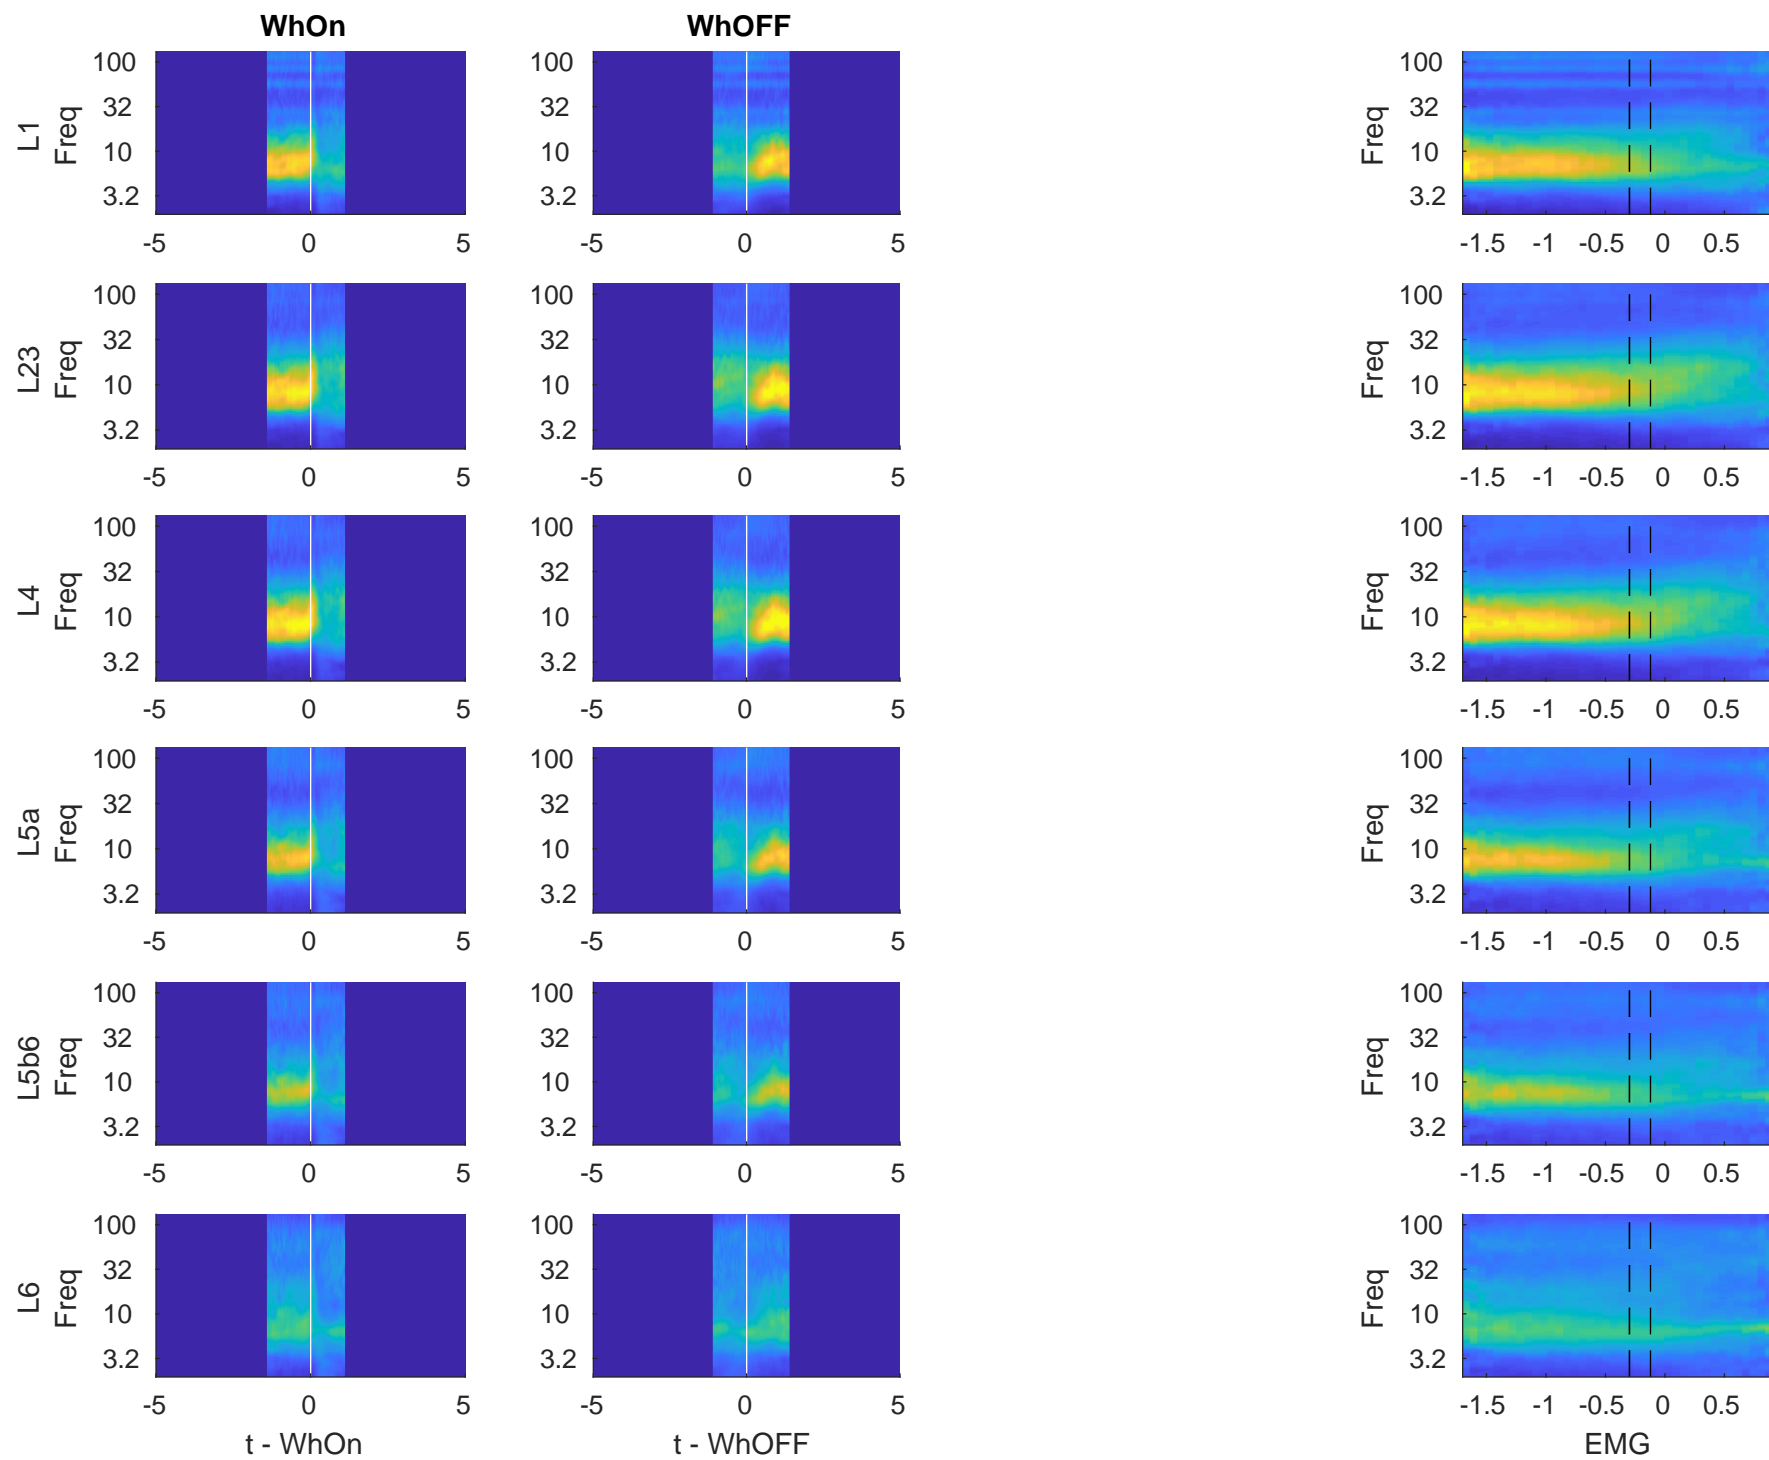 WhOn WhOFF
L1 Freq 100 32 10 3.2 -5 0 5
100 32 10 3.2 -5 0 5
Freq 100 32 10 3.2 -1.5 -1 -0.5 0 0.5
L23 Freq 100 32 10 3.2 -5 0 5
100 32 10 3.2 -5 0 5
Freq 100 32 10 3.2 -1.5 -1 -0.5 0 0.5
L4 Freq 100 32 10 3.2 -5 0 5
100 32 10 3.2 -5 0 5
Freq 100 32 10 3.2 -1.5 -1 -0.5 0 0.5
L5a Freq 100 32 10 3.2 -5 0 5
100 32 10 3.2 -5 0 5
Freq 100 32 10 3.2 -1.5 -1 -0.5 0 0.5
L5b6 Freq 100 32 10 3.2 -5 0 5
100 32 10 3.2 -5 0 5
Freq 100 32 10 3.2 -1.5 -1 -0.5 0 0.5
L6 Freq 100 32 10 3.2 -5 0 5
100 32 10 3.2 -5 0 5
Freq 100 32 10 3.2 -1.5 -1 -0.5 0 0.5
t - WhOn t - WhOFF EMG